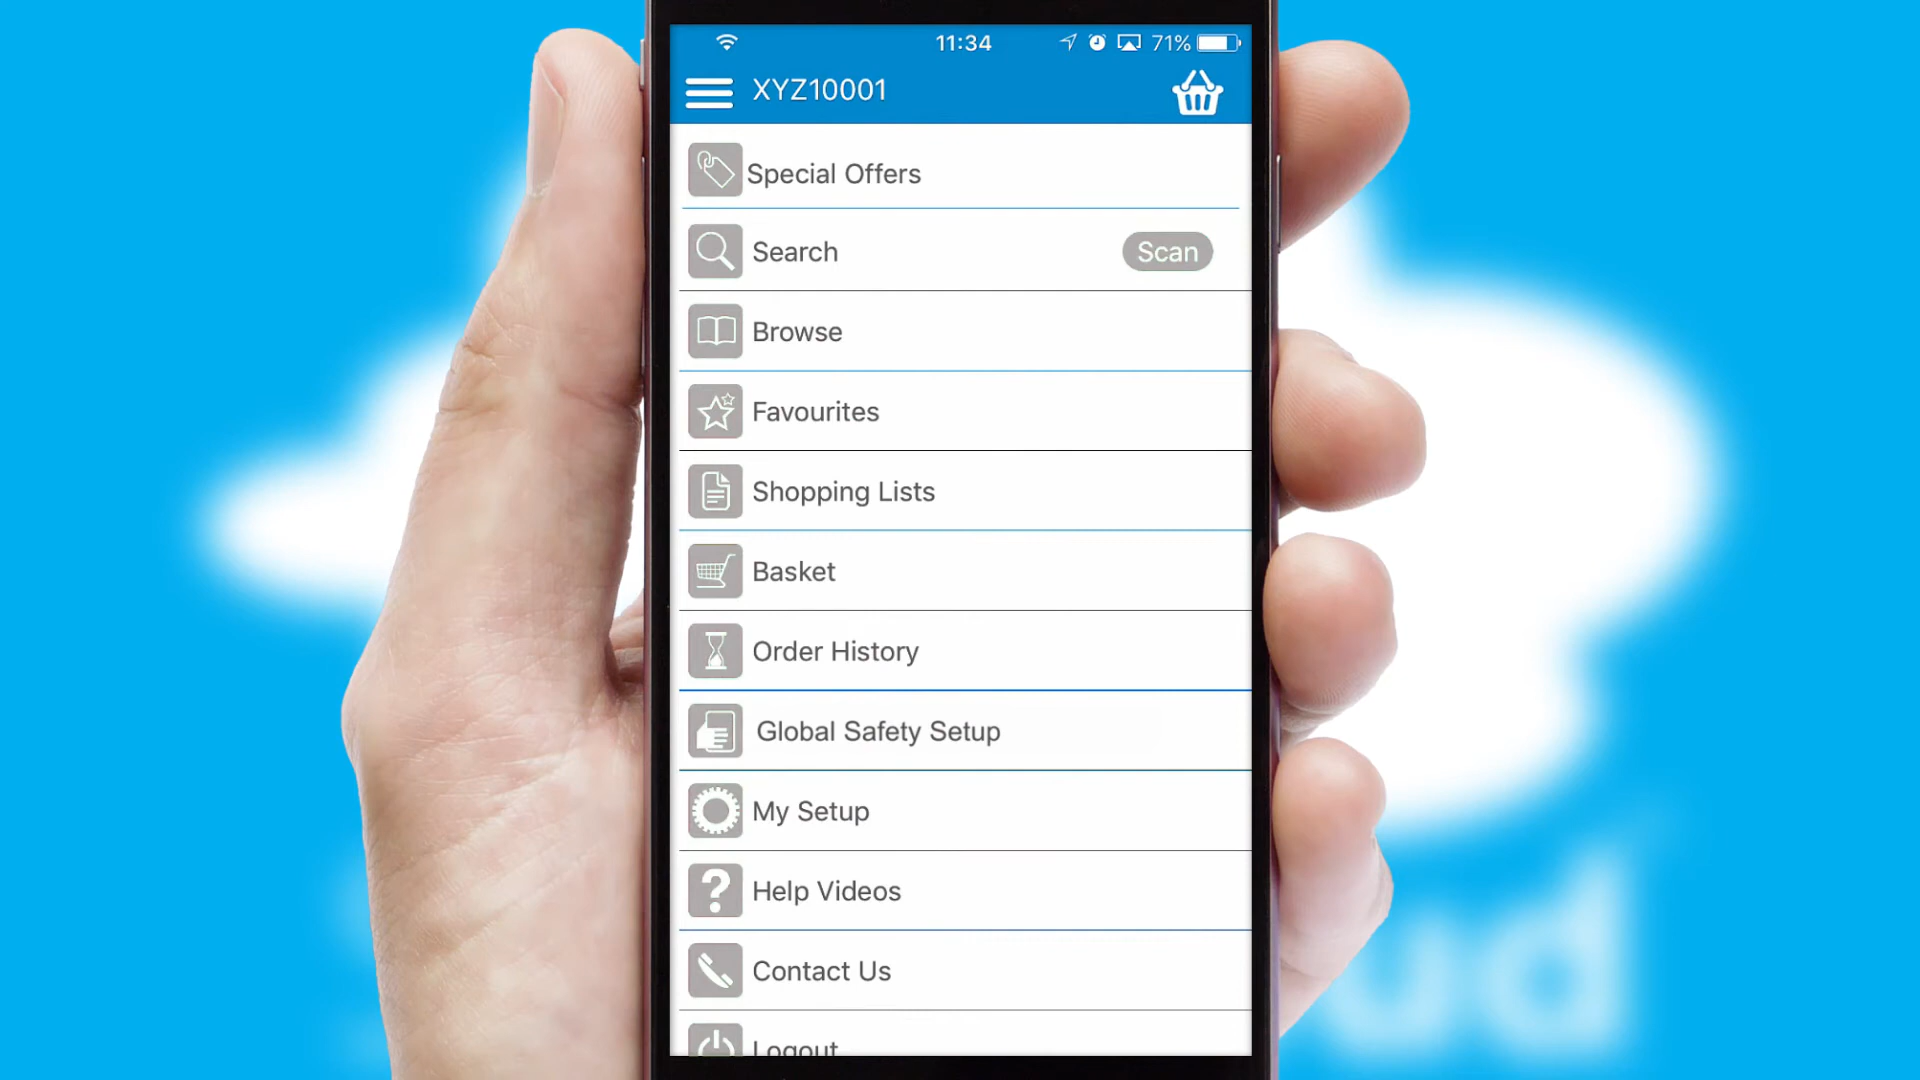 11:34 71%
XYZ10001
Special Offers
Search Scan
Browse
Favourites
Shopping Lists
Basket
Order History
Global Safety Setup
My Setup
Help Videos
Contact Us
Logout
ud